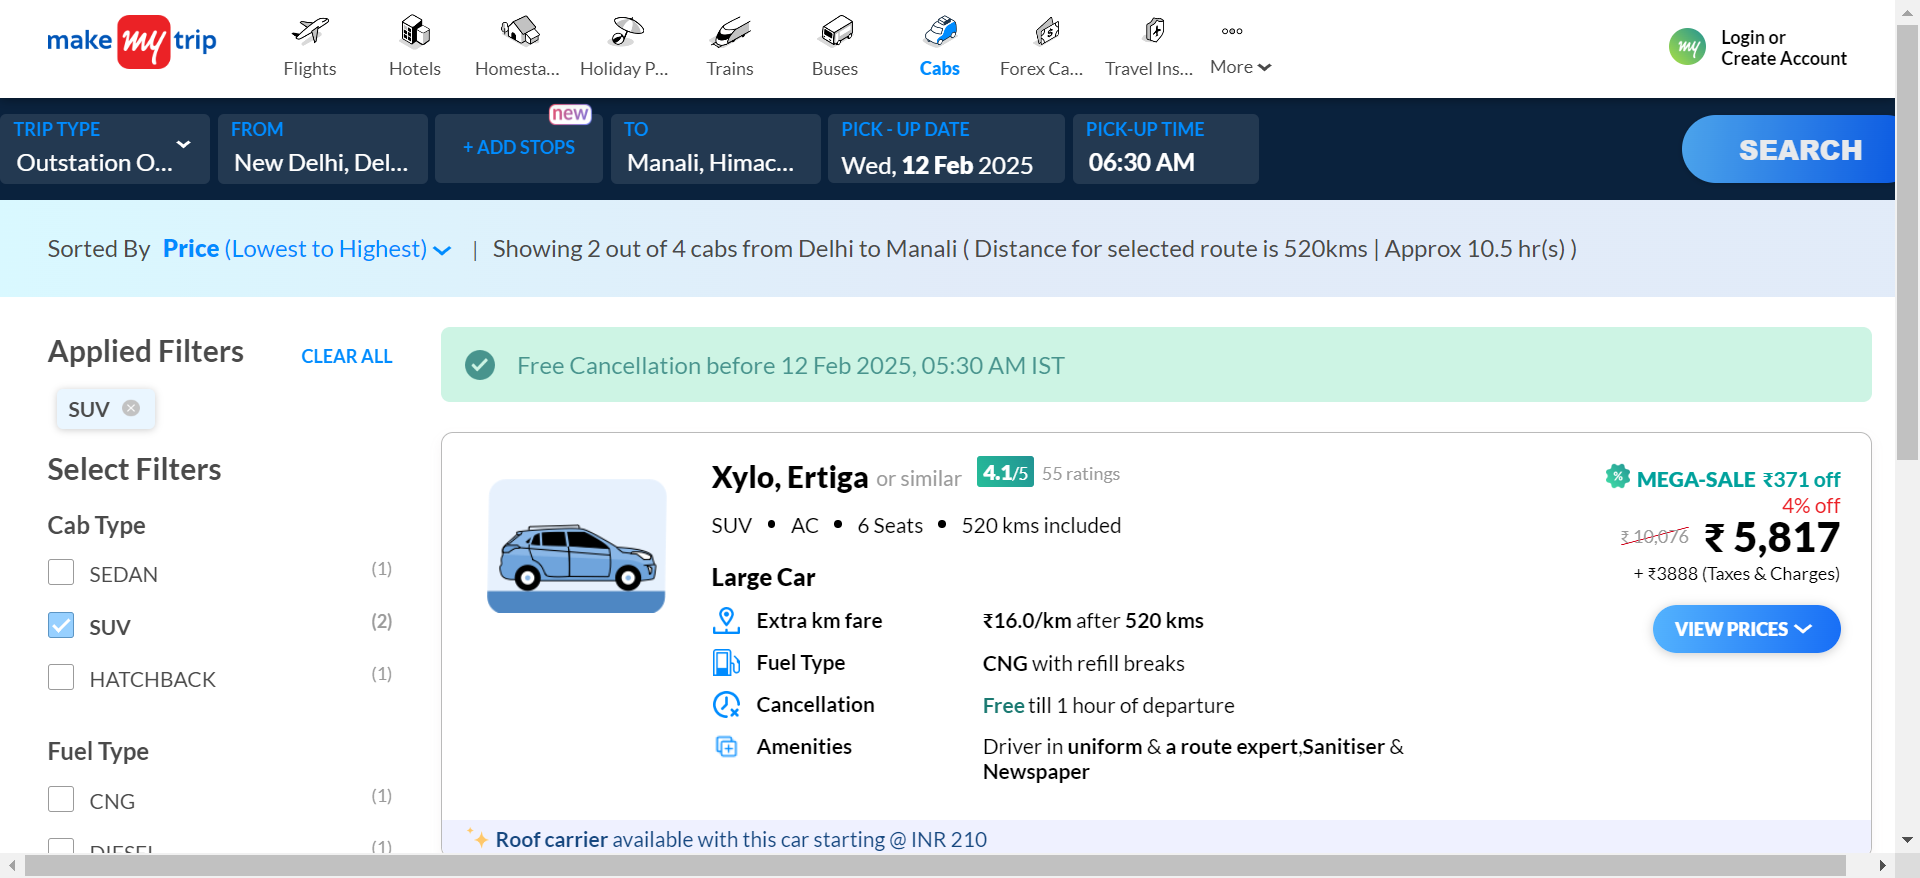 make my trip
Flights
Hotels
Homesta...
Holiday P...
Trains
Buses
Cabs
Forex Ca...
Travel Ins...
More
my
Login or
Create Account
TRIP TYPE
Outstation O...
FROM
New Delhi, Del...
new
+ ADD STOPS
TO
Manali, Himac...
PICK - UP DATE
Wed, 12 Feb 2025
PICK-UP TIME
06:30 AM
SEARCH
Sorted By Price (Lowest to Highest) | Showing 2 out of 4 cabs from Delhi to Manali ( Distance for selected route is 520kms | Approx 10.5 hr(s) )
Applied Filters
CLEAR ALL
SUV
Select Filters
Cab Type
SEDAN (1)
SUV (2)
HATCHBACK (1)
Fuel Type
CNG (1)
DIESEL (1)
Free Cancellation before 12 Feb 2025, 05:30 AM IST
Xylo, Ertiga or similar 4.1/5 55 ratings
SUV • AC • 6 Seats • 520 kms included
Large Car
Extra km fare ₹16.0/km after 520 kms
Fuel Type CNG with refill breaks
Cancellation Free till 1 hour of departure
Amenities Driver in uniform & a route expert,Sanitiser &
Newspaper
% MEGA-SALE ₹371 off
4% off
₹ 10,076 ₹ 5,817
+ ₹3888 (Taxes & Charges)
VIEW PRICES
Roof carrier available with this car starting @ INR 210